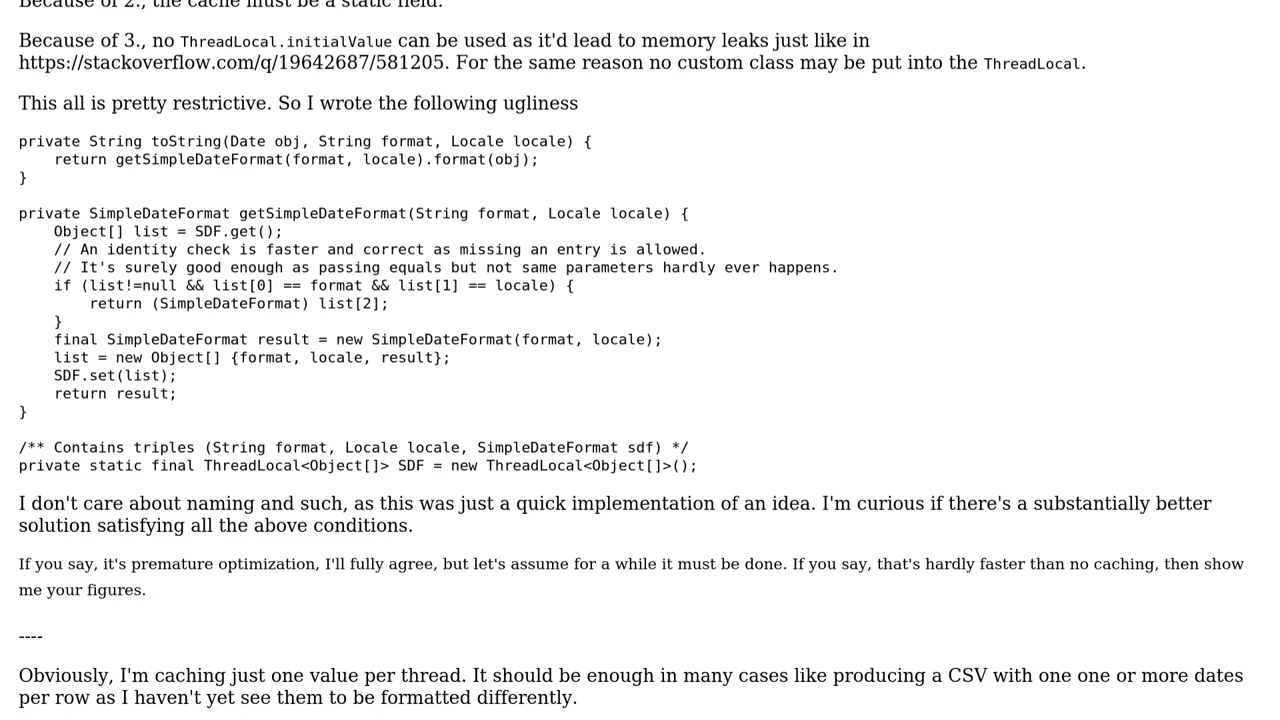 Because of 2., the cache must be a static field.
Because of 3., no ThreadLocal.initialValue can be used as it'd lead to memory leaks just like in
https://stackoverflow.com/q/19642687/581205. For the same reason no custom class may be put into the ThreadLocal.
This all is pretty restrictive. So I wrote the following ugliness
private String toString(Date obj, String format, Locale locale) {
    return getSimpleDateFormat(format, locale).format(obj);
}
private SimpleDateFormat getSimpleDateFormat(String format, Locale locale) {
    Object[] list = SDF.get();
    // An identity check is faster and correct as missing an entry is allowed.
    // It's surely good enough as passing equals but not same parameters hardly ever happens.
    if (list!=null && list[0] == format && list[1] == locale) {
        return (SimpleDateFormat) list[2];
    }
    final SimpleDateFormat result = new SimpleDateFormat(format, locale);
    list = new Object[] {format, locale, result};
    SDF.set(list);
    return result;
}
/** Contains triples (String format, Locale locale, SimpleDateFormat sdf) */
private static final ThreadLocal<Object[]> SDF = new ThreadLocal<Object[]>();
I don't care about naming and such, as this was just a quick implementation of an idea. I'm curious if there's a substantially better
solution satisfying all the above conditions.
If you say, it's premature optimization, I'll fully agree, but let's assume for a while it must be done. If you say, that's hardly faster than no caching, then show
me your figures.
----
Obviously, I'm caching just one value per thread. It should be enough in many cases like producing a CSV with one one or more dates
per row as I haven't yet see them to be formatted differently.